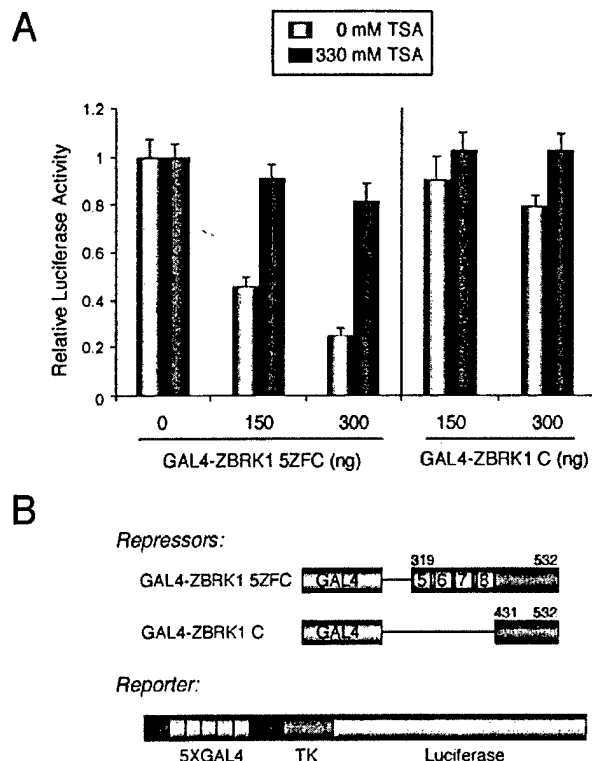 A
0 mM TSA
330 mM TSA
Relative Luciferase Activity
1.2
1
0.8
0.6
0.4
0.2
0
0 150 300 150 300
GAL4-ZBRK1 5ZFC (ng) GAL4-ZBRK1 C (ng)
B
Repressors:
319 532
GAL4-ZBRK1 5ZFC GAL4 5 6 7 8
431 532
GAL4-ZBRK1 C GAL4
Reporter:
5XGAL4 TK Luciferase